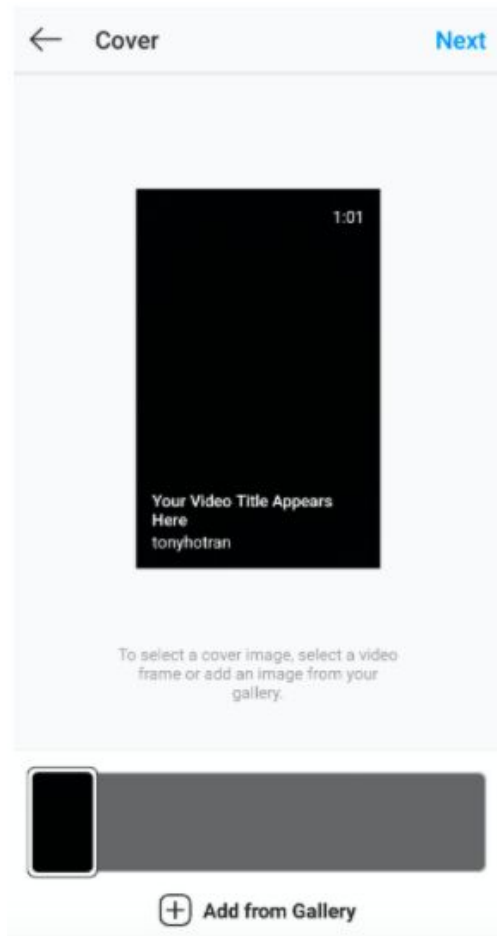 Cover
Next
1:01
Your Video Title Appears
Here
tonyhotran
To select a cover image, select a video
frame or add an image from your
gallery.
Add from Gallery